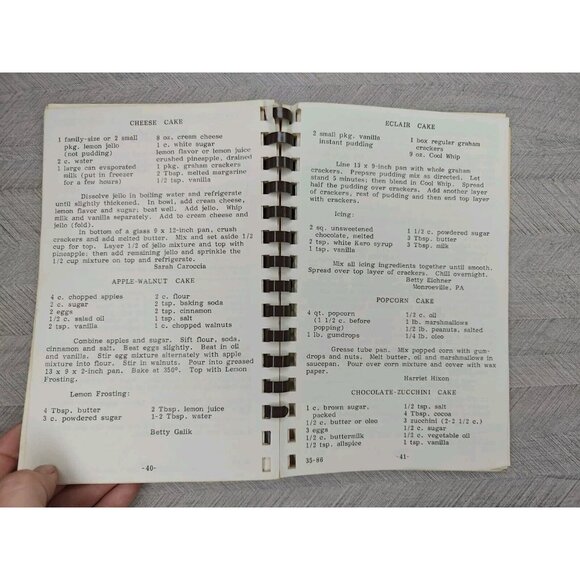 CHEESE CAKE
1 family-size or 2 small pkg. lemon jello (not pudding)
2 c. water
1 large can evaporated milk (put in freezer for a few hours)
8 oz. cream cheese
1 c. white sugar
lemon flavor or lemon juice
crushed pineapple, drained
1 pkg. graham crackers
2 Tbsp. melted margarine
1/2 tsp. vanilla
Dissolve jello in boiling water and refrigerate
until slightly thickened. In bowl, add cream cheese,
lemon flavor and sugar; beat well. Add jello. Whip
milk and vanilla separately. Add to cream cheese and
jello (fold).
In bottom of a glass 9 x 12-inch pan, crush
crackers and add melted butter. Mix and set aside 1/2
cup for top. Layer 1/2 of jello mixture and top with
pineapple; then add remaining jello and sprinkle the
1/2 cup mixture on top and refrigerate.
Sarah Caroccia
APPLE-WALNUT CAKE
4 c. chopped apples
2 c. sugar
2 eggs
1/2 c. salad oil
2 tsp. vanilla
2 c. flour
2 tsp. baking soda
2 tsp. cinnamon
1 tsp. salt
1 c. chopped walnuts
Combine apples and sugar. Sift flour, soda,
cinnamon and salt. Beat eggs slightly. Beat in oil
and vanilla. Stir egg mixture alternately with apple
mixture into flour. Stir in walnuts. Pour into greased
13 x 9 x 2-inch pan. Bake at 350°. Top with Lemon
Frosting.
Lemon Frosting:
4 Tbsp. butter
3 c. powdered sugar
2 Tbsp. lemon juice
1-2 Tbsp. water
Betty Galik
-40-
ECLAIR CAKE
2 small pkg. vanilla
instant pudding
1 box regular graham
crackers
9 oz. Cool Whip
Line 13 x 9-inch pan with whole graham
crackers. Prepare pudding mix as directed. Let
stand 5 minutes; then blend in Cool Whip. Spread
half the pudding over crackers. Add another layer
of crackers, rest of pudding and then end top layer
with crackers.
Icing:
2 sq. unsweetened
chocolate, melted
2 tsp. white Karo syrup
1 tsp. vanilla
1 1/2 c. powdered sugar
3 Tbsp. butter
3 Tbsp. milk
Mix all icing ingredients together until smooth.
Spread over top layer of crackers. Chill overnight.
Betty Eichner
Monroeville, PA
POPCORN CAKE
4 qt. popcorn
(1 1/2 c. before
popping)
1 lb. gumdrops
1/2 c. oil
1 lb. marshmallows
1/2 lb. peanuts, salted
1/4 lb. oleo
Grease tube pan. Mix popped corn with gum-
drops and nuts. Melt butter, oil and marshmallows in
saucepan. Pour over corn mixture and cover with wax
paper.
Harriet Hixon
CHOCOLATE-ZUCCHINI CAKE
1 c. brown sugar,
packed
1/2 c. butter or oleo
3 eggs
1/2 c. buttermilk
1/2 tsp. allspice
1/2 tsp. salt
4 Tbsp. cocoa
3 zucchini (2-2 1/2 c.)
1/2 c. sugar
1/2 c. vegetable oil
1 tsp. vanilla
35-86
-41-